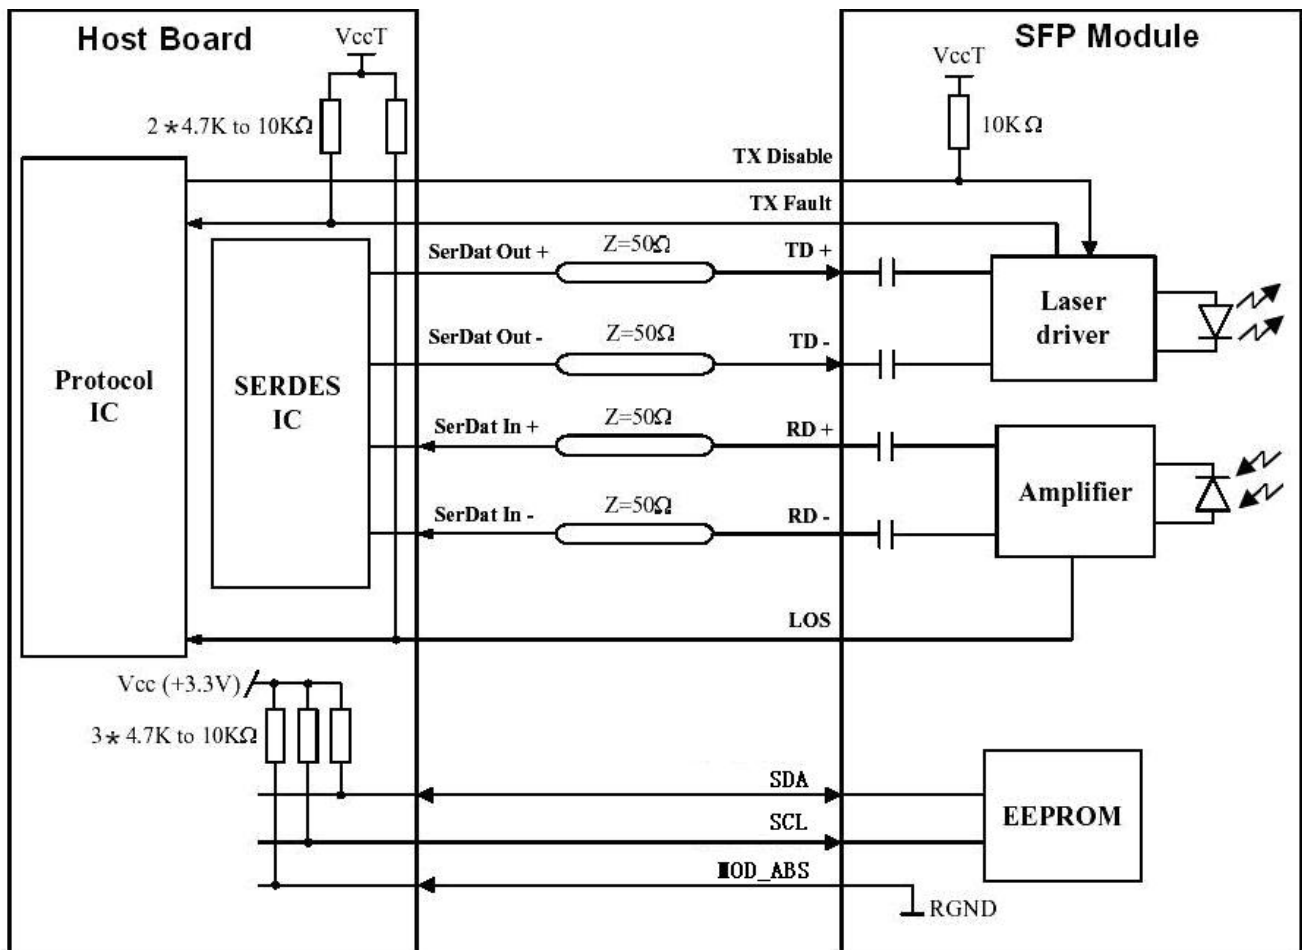 Host Board
SFP Module
VccT
VccT
2*4.7K to 10KΩ
10KΩ
TX Disable
TX Fault
SerDat Out +
Z=50Ω
TD +
SerDat Out -
Z=50Ω
TD -
Laser
driver
Protocol
IC
SERDES
IC
SerDat In +
Z=50Ω
RD +
SerDat In -
Z=50Ω
RD -
Amplifier
LOS
Vcc (+3.3V)
3* 4.7K to 10KΩ
SDA
SCL
MOD_ABS
EEPROM
RGND